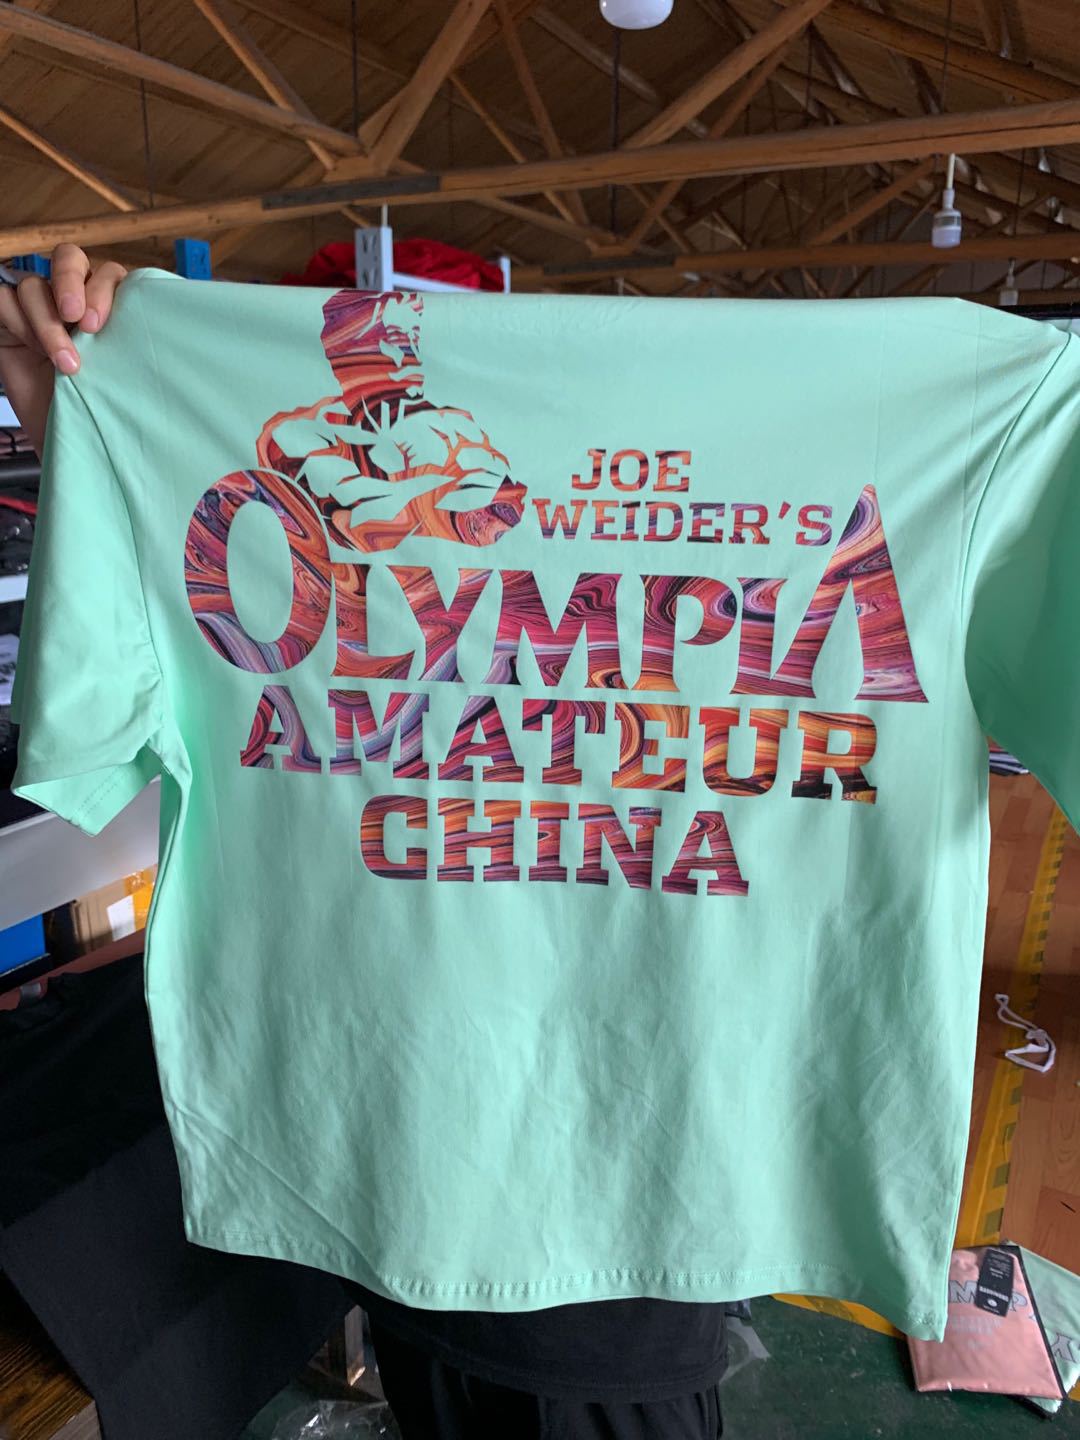 JOE
WEIDER'S
OLYMPIA
AMATEUR
CHINA